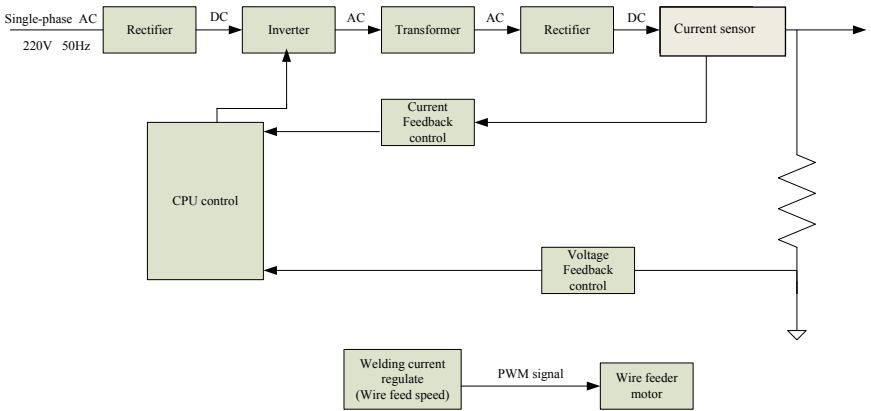 Single-phase AC
220V 50Hz
Rectifier
DC
Inverter
AC
Transformer
AC
Rectifier
DC
Current sensor
Current
Feedback
control
CPU control
Voltage
Feedback
control
Welding current
regulate
(Wire feed speed)
PWM signal
Wire feeder
motor